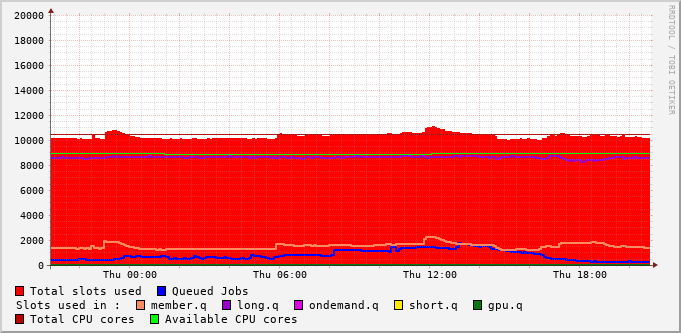 RRDTOOL / TOBI OETIKER
20000
18000
16000
14000
12000
10000
8000
6000
4000
2000
0
Thu 00:00 Thu 06:00 Thu 12:00 Thu 18:00
Total slots used Queued Jobs
Slots used in : member.q long.q ondemand.q short.q gpu.q
Total CPU cores Available CPU cores